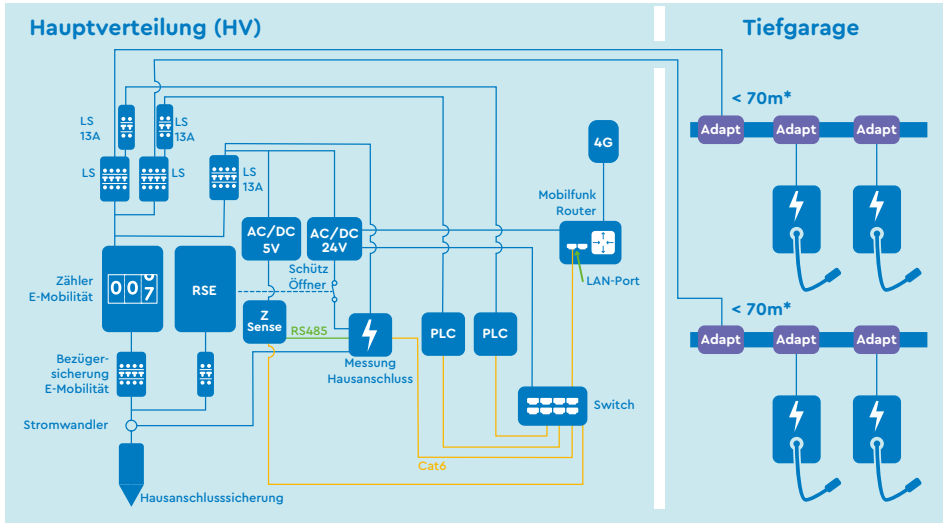 Hauptverteilung (HV)
Tiefgarage
< 70m*
LS
13A
LS
13A
Adapt
Adapt
Adapt
4G
LS
LS
LS
13A
Mobilfunk
Router
AC/DC
5V
AC/DC
24V
Zähler
E-Mobilität
007
RSE
Schütz
Öffner
LAN-Port
Z
Sense
RS485
PLC
PLC
< 70m*
Adapt
Adapt
Adapt
Bezüger-
sicherung
E-Mobilität
Messung
Hausanschluss
Switch
Stromwandler
Cat6
Hausanschlusssicherung